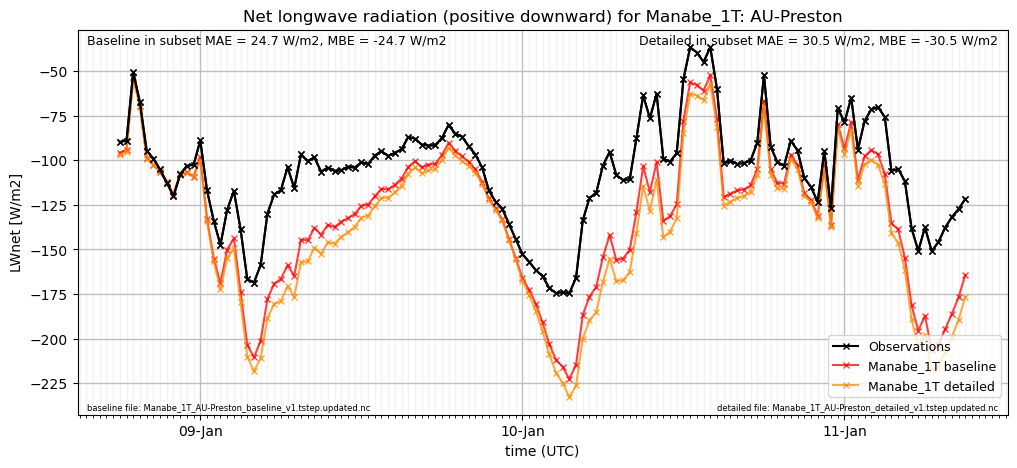 Net longwave radiation (positive downward) for Manabe_1T: AU-Preston
Baseline in subset MAE = 24.7 W/m2, MBE = -24.7 W/m2
Detailed in subset MAE = 30.5 W/m2, MBE = -30.5 W/m2
LWnet [W/m2]
−50
−75
−100
−125
−150
−175
−200
−225
Observations
Manabe_1T baseline
Manabe_1T detailed
baseline file: Manabe_1T_AU-Preston_baseline_v1.tstep.updated.nc
detailed file: Manabe_1T_AU-Preston_detailed_v1.tstep.updated.nc
09-Jan
10-Jan
11-Jan
time (UTC)